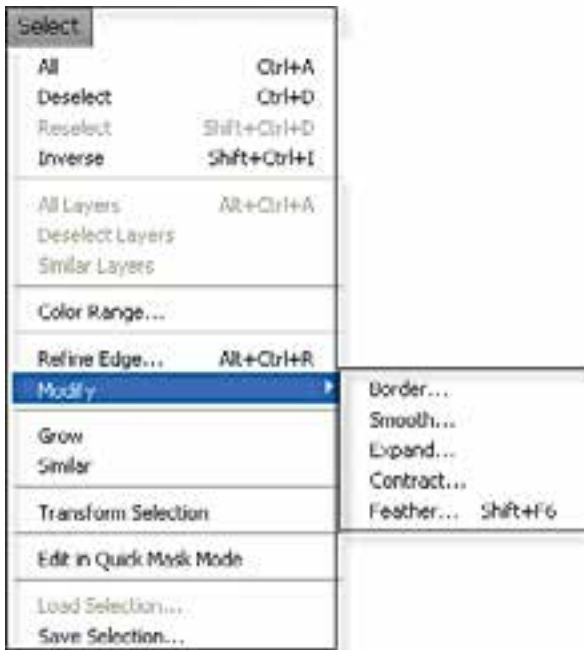 Select
All Ctrl+A
Deselect Ctrl+D
Reselect Shift+Ctrl+D
Inverse Shift+Ctrl+I
All Layers Alt+Ctrl+A
Deselect Layers
Similar Layers
Color Range...
Refine Edge... Alt+Ctrl+R
Modify
Border...
Smooth...
Expand...
Contract...
Feather... Shift+F6
Grow
Similar
Transform Selection
Edit in Quick Mask Mode
Load Selection...
Save Selection...